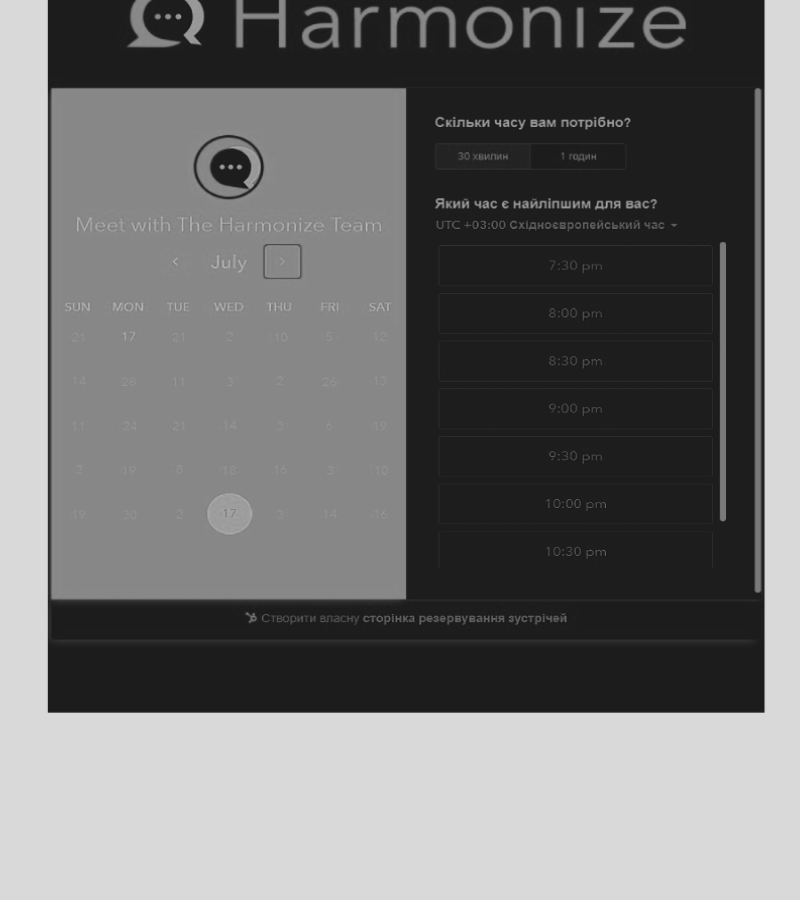 Harmonize
Meet with The Harmonize Team
July
SUN MON TUE WED THU FRI SAT
21 17 21 2 10 5 12
14 28 11 3 2 26 13
11 24 21 14 3 6 19
2 19 8 18 16 3 10
19 30 2 17 3 14 16
Скільки часу вам потрібно?
30 хвилин 1 годин
Який час є найліпшим для вас?
UTC +03:00 Східноєвропейський час
7:30 pm
8:00 pm
8:30 pm
9:00 pm
9:30 pm
10:00 pm
10:30 pm
Створити власну сторінка резервування зустрічей